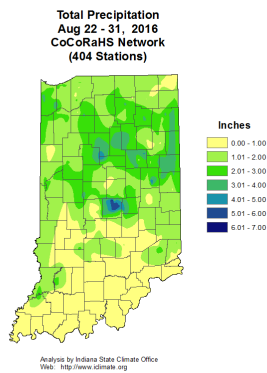 Total Precipitation
Aug 22 - 31, 2016
CoCoRaHS Network
(404 Stations)
Inches
0.00 - 1.00
1.01 - 2.00
2.01 - 3.00
3.01 - 4.00
4.01 - 5.00
5.01 - 6.00
6.01 - 7.00
Analysis by Indiana State Climate Office
Web: http://www.iclimate.org